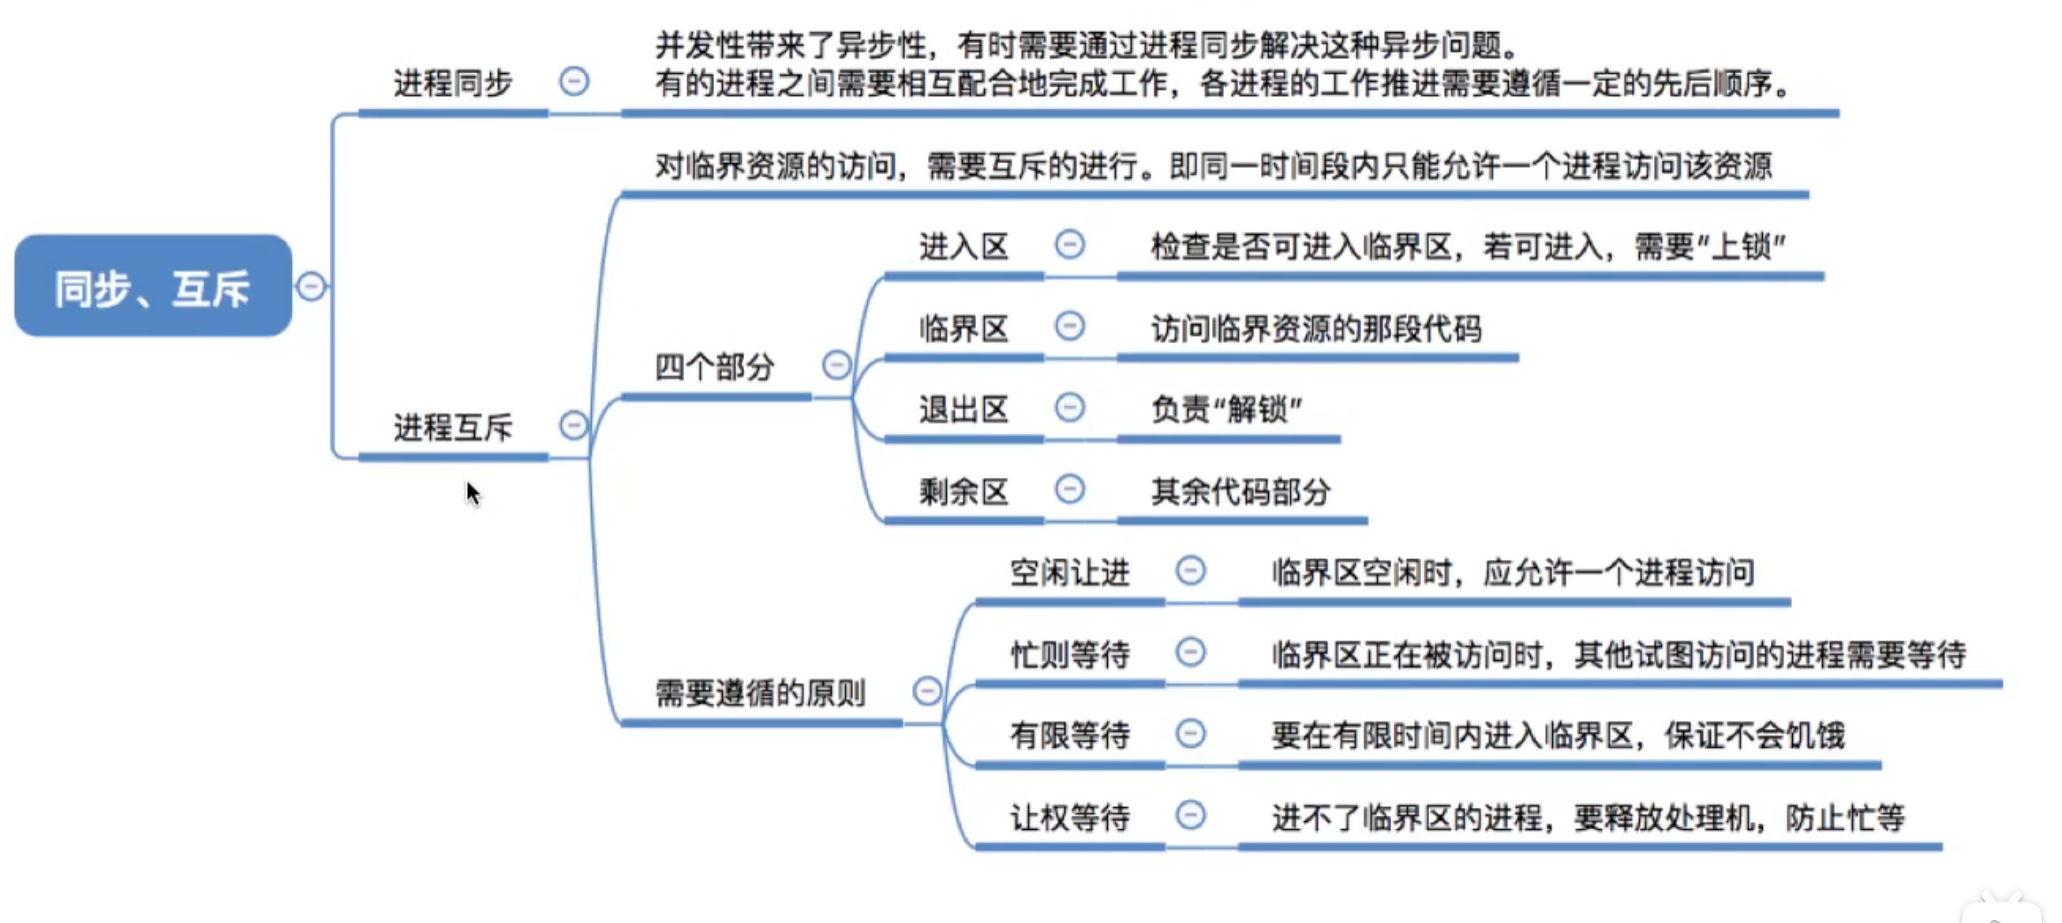 同步、互斥
进程同步
并发性带来了异步性，有时需要通过进程同步解决这种异步问题。
有的进程之间需要相互配合地完成工作，各进程的工作推进需要遵循一定的先后顺序。
进程互斥
对临界资源的访问，需要互斥的进行。即同一时间段内只能允许一个进程访问该资源
四个部分
进入区
检查是否可进入临界区，若可进入，需要“上锁”
临界区
访问临界资源的那段代码
退出区
负责“解锁”
剩余区
其余代码部分
需要遵循的原则
空闲让进
临界区空闲时，应允许一个进程访问
忙则等待
临界区正在被访问时，其他试图访问的进程需要等待
有限等待
要在有限时间内进入临界区，保证不会饥饿
让权等待
进不了临界区的进程，要释放处理机，防止忙等